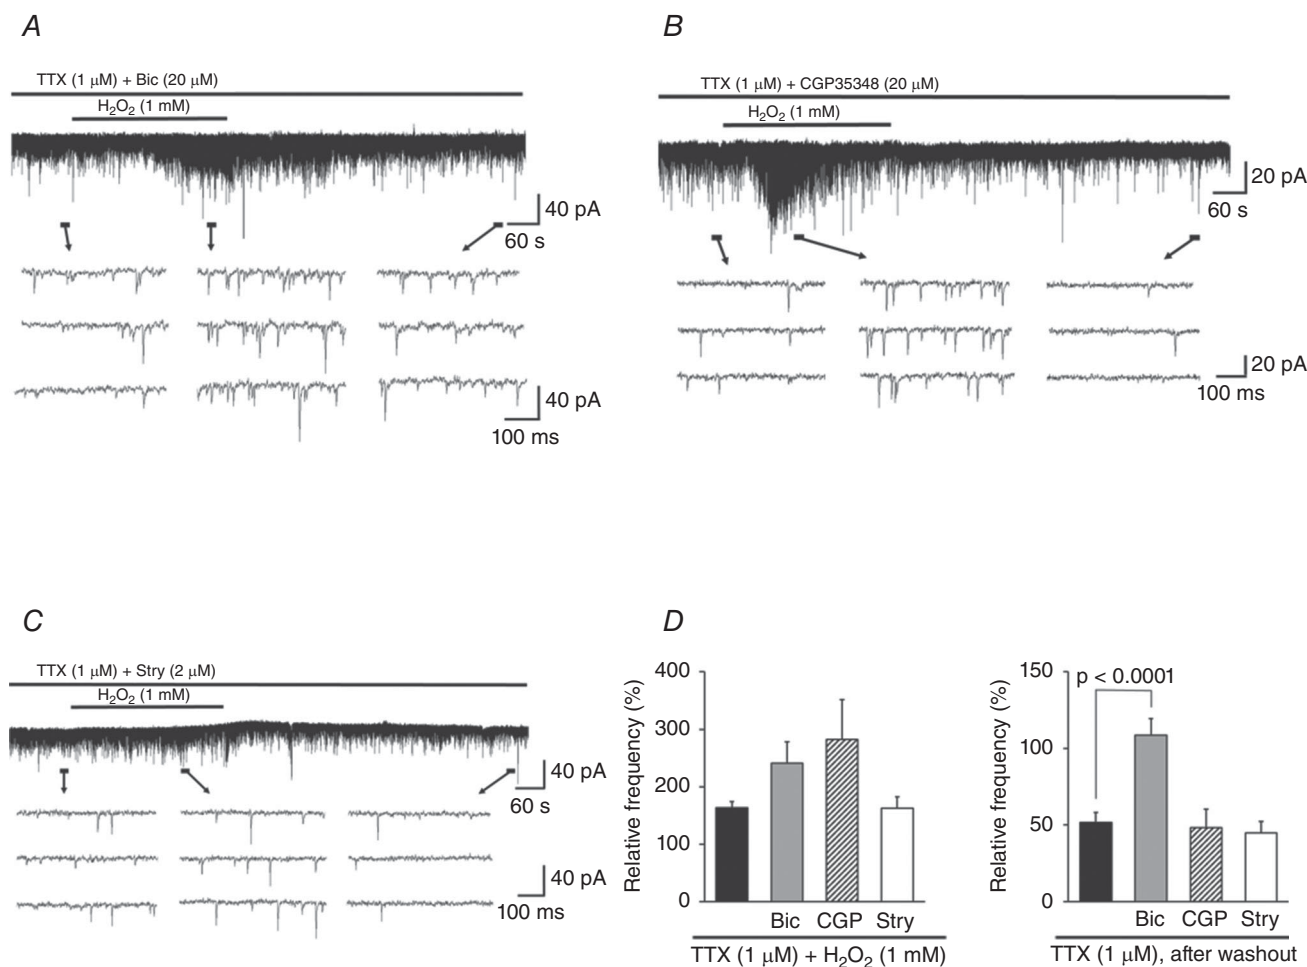 A
TTX (1 μM) + Bic (20 μM)
H₂O₂ (1 mM)
40 pA
60 s
40 pA
100 ms
B
TTX (1 μM) + CGP35348 (20 μM)
H₂O₂ (1 mM)
20 pA
60 s
20 pA
100 ms
C
TTX (1 μM) + Stry (2 μM)
H₂O₂ (1 mM)
40 pA
60 s
40 pA
100 ms
D
Relative frequency (%)
400
300
200
100
0
Bic CGP Stry
TTX (1 μM) + H₂O₂ (1 mM)
Relative frequency (%)
150
100
50
0
p < 0.0001
Bic CGP Stry
TTX (1 μM), after washout